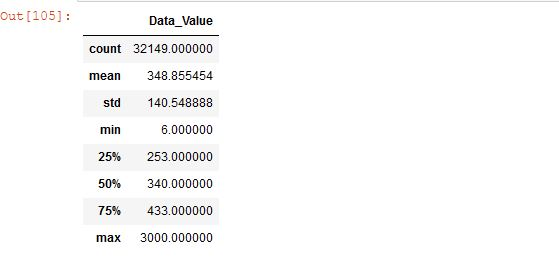 Out[105]:
Data_Value
count 32149.000000
mean 348.855454
std 140.548888
min 6.000000
25% 253.000000
50% 340.000000
75% 433.000000
max 3000.000000